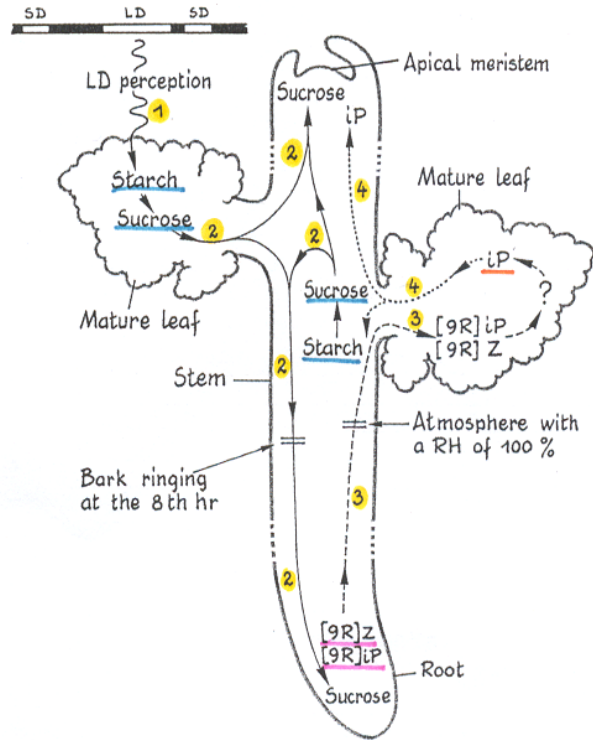 SD LD SD
LD perception
1
Apical meristem
Sucrose
iP
2
4
Mature leaf
Starch
Sucrose
2
2
iP
4
3
?
[9R] iP
[9R] Z
Sucrose
Starch
Mature leaf
Stem
2
Atmosphere with
a RH of 100 %
Bark ringing
at the 8th hr
3
2
[9R]Z
[9R]iP
Root
Sucrose